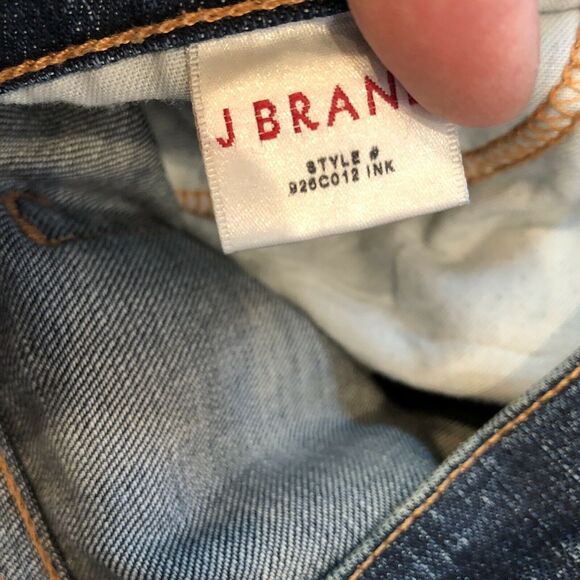 J BRAN
STYLE #
926C012 INK